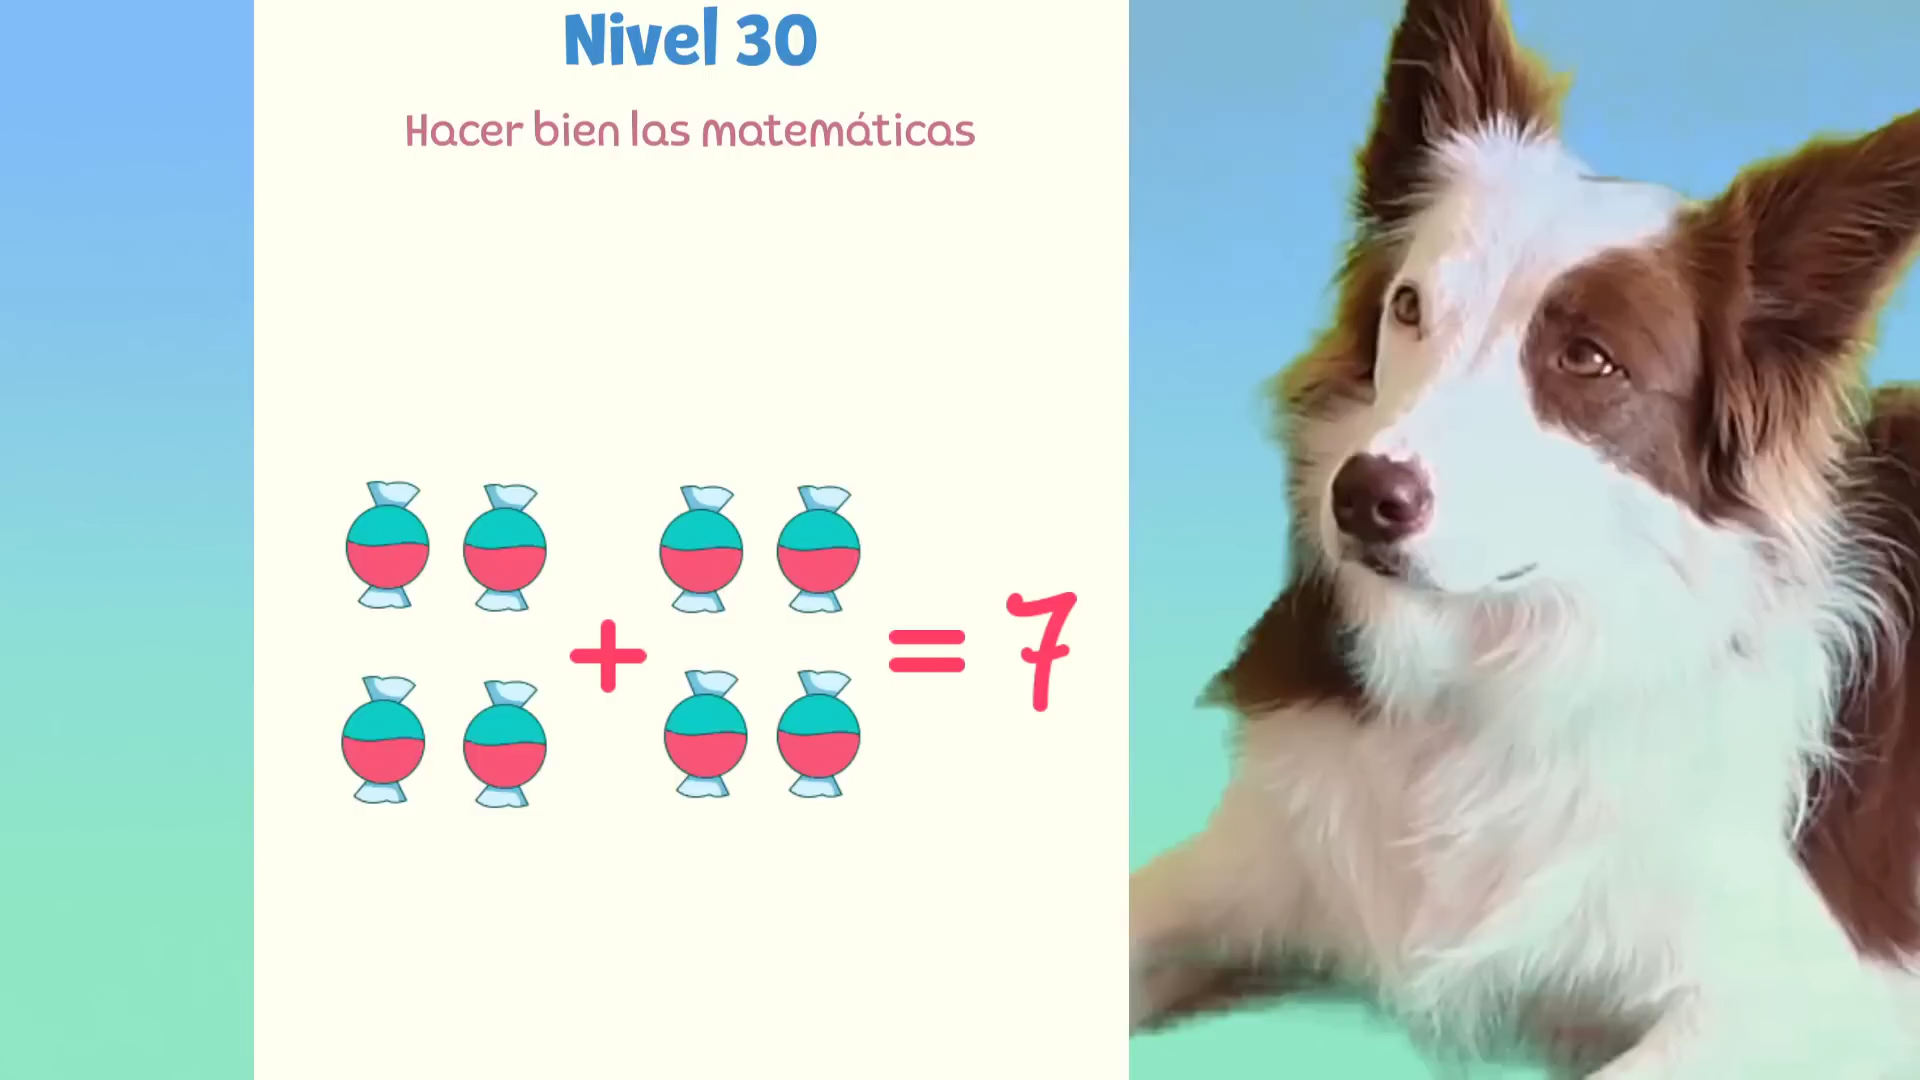 Nivel 30
Hacer bien las matemáticas
+ = 7